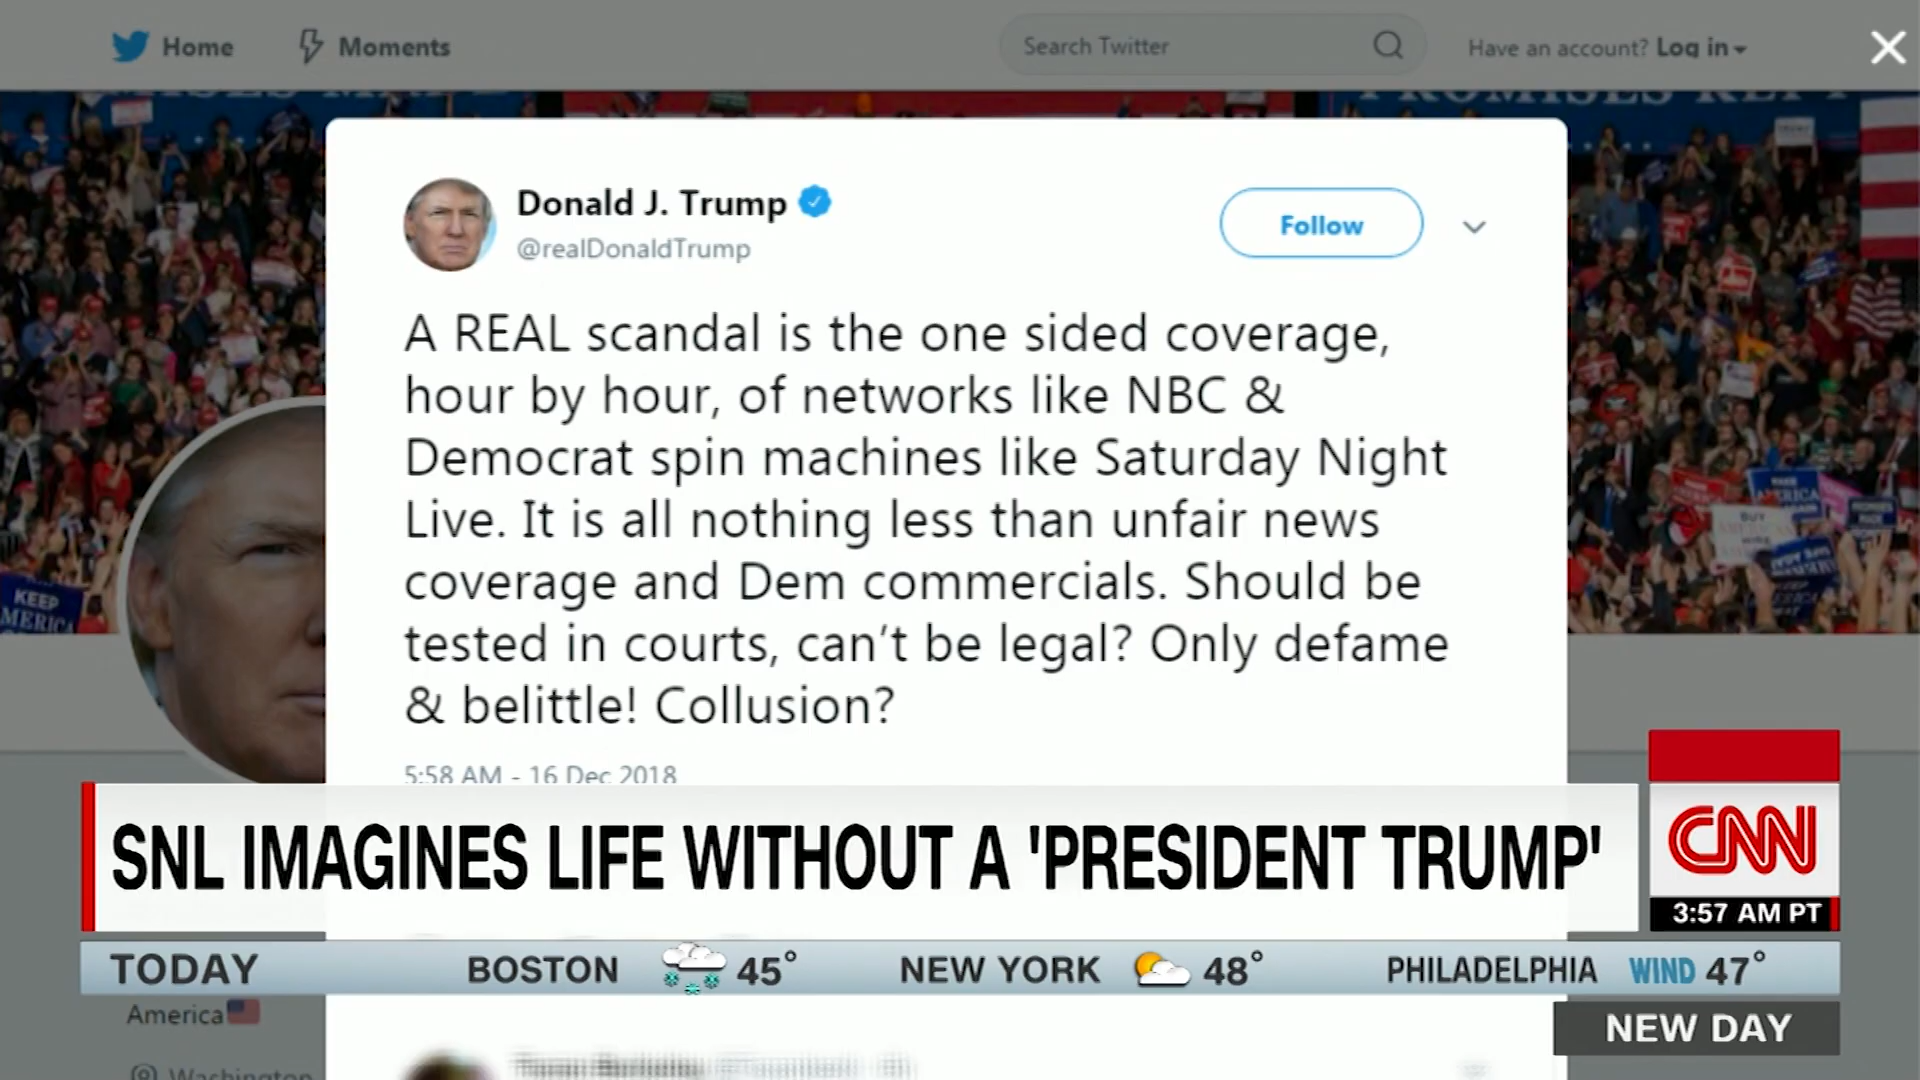 Home
Moments
Search Twitter
Have an account? Log in
Donald J. Trump
@realDonaldTrump
Follow
A REAL scandal is the one sided coverage,
hour by hour, of networks like NBC &
Democrat spin machines like Saturday Night
Live. It is all nothing less than unfair news
coverage and Dem commercials. Should be
tested in courts, can’t be legal? Only defame
& belittle! Collusion?
5:58 AM - 16 Dec 2018
KEEP
SNL IMAGINES LIFE WITHOUT A 'PRESIDENT TRUMP'
CNN
3:57 AM PT
TODAY
BOSTON 45°
NEW YORK 48°
PHILADELPHIA WIND 47°
America
NEW DAY
Washington